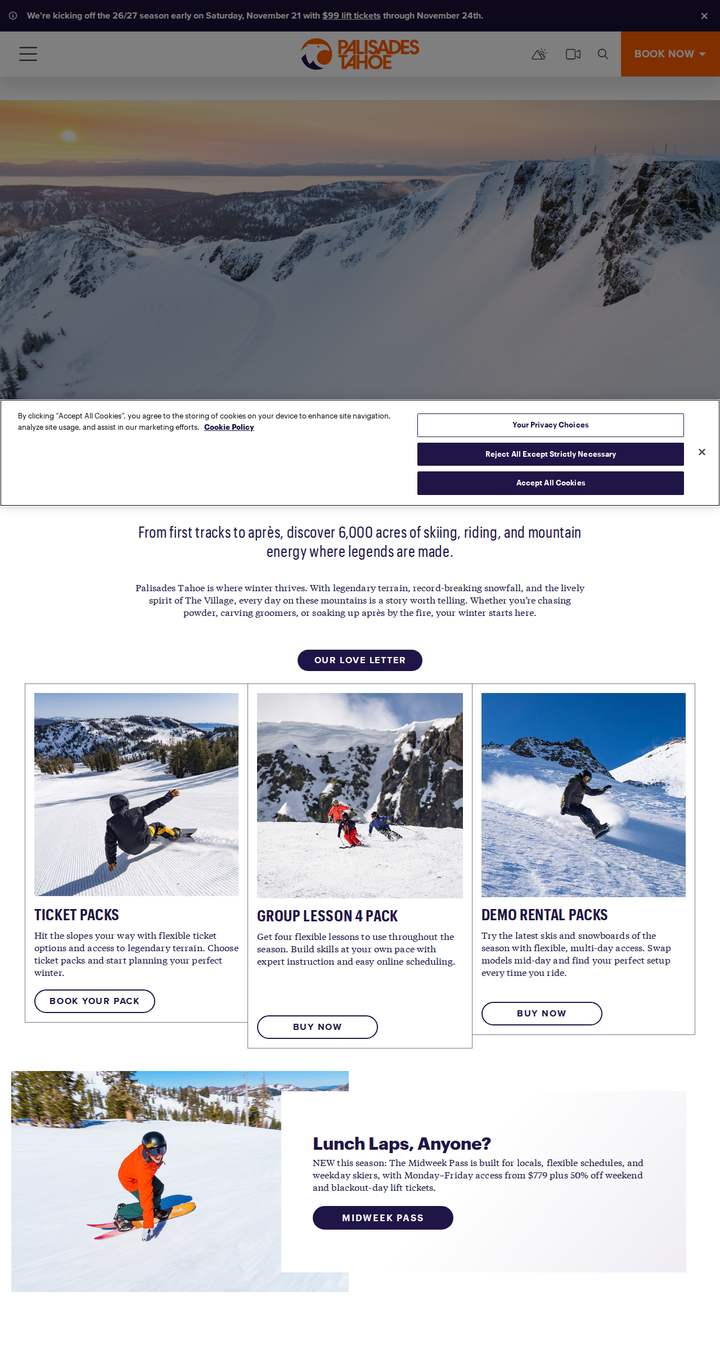 We're kicking off the 26/27 season early on Saturday, November 21 with $99 lift tickets through November 24th.
PALISADES
TAHOE
BOOK NOW
By clicking "Accept All Cookies", you agree to the storing of cookies on your device to enhance site navigation,
analyze site usage, and assist in our marketing efforts. Cookie Policy
Your Privacy Choices
Reject All Except Strictly Necessary
Accept All Cookies
From first tracks to après, discover 6,000 acres of skiing, riding, and mountain
energy where legends are made.
Palisades Tahoe is where winter thrives. With legendary terrain, record-breaking snowfall, and the lively
spirit of The Village, every day on these mountains is a story worth telling. Whether you're chasing
powder, carving groomers, or soaking up après by the fire, your winter starts here.
OUR LOVE LETTER
TICKET PACKS
Hit the slopes your way with flexible ticket
options and access to legendary terrain. Choose
ticket packs and start planning your perfect
winter.
BOOK YOUR PACK
GROUP LESSON 4 PACK
Get four flexible lessons to use throughout the
season. Build skills at your own pace with
expert instruction and easy online scheduling.
BUY NOW
DEMO RENTAL PACKS
Try the latest skis and snowboards of the
season with flexible, multi-day access. Swap
models mid-day and find your perfect setup
every time you ride.
BUY NOW
Lunch Laps, Anyone?
NEW this season: The Midweek Pass is built for locals, flexible schedules, and
weekday skiers, with Monday–Friday access from $779 plus 50% off weekend
and blackout-day lift tickets.
MIDWEEK PASS